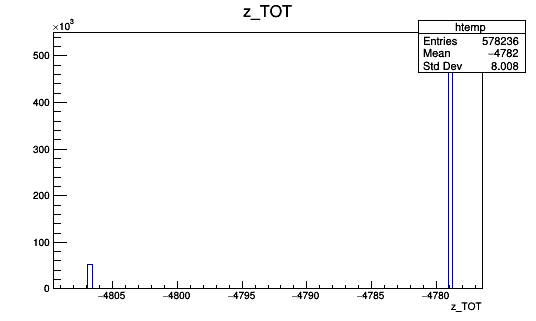 z_TOT
×10³
htemp
Entries 578236
Mean −4782
Std Dev 8.008
500
400
300
200
100
0
−4805 −4800 −4795 −4790 −4785 −4780
z_TOT